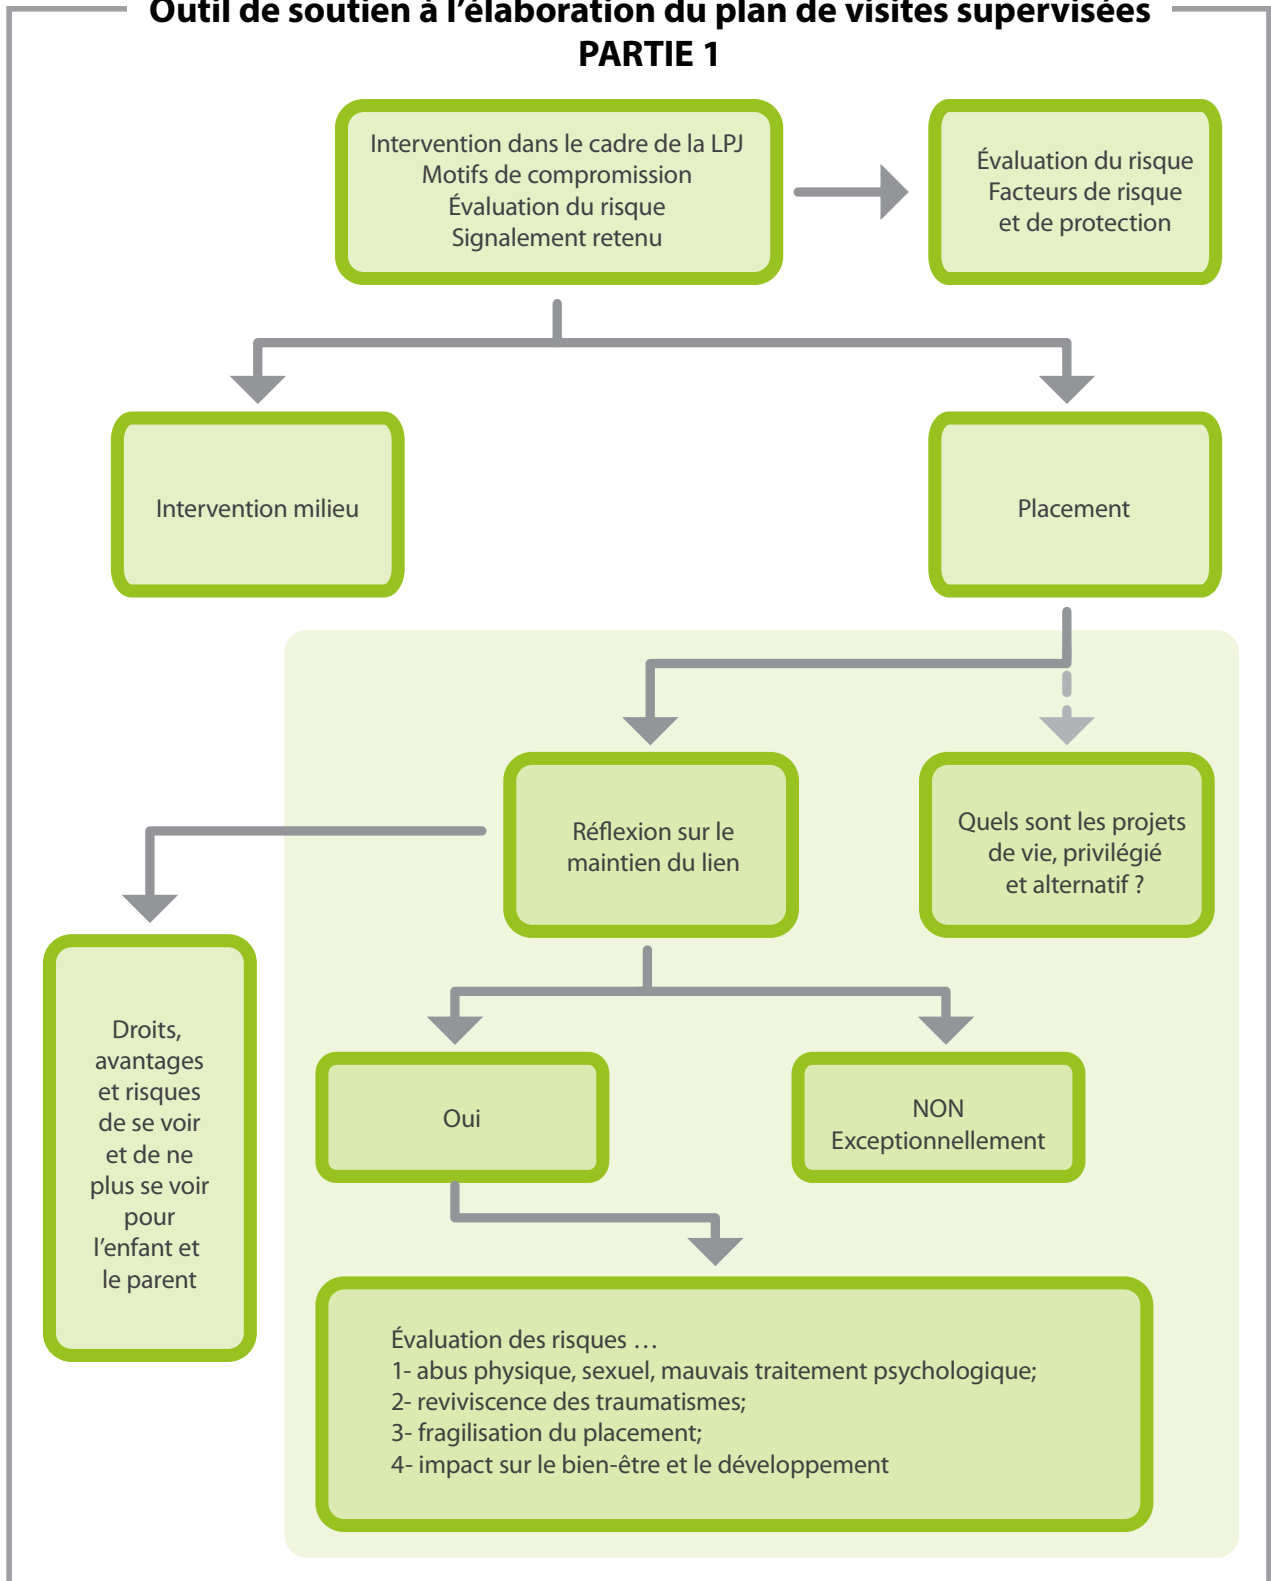 Outil de soutien à l'élaboration du plan de visites supervisées
PARTIE 1
Intervention dans le cadre de la LPJ
Motifs de compromission
Évaluation du risque
Signalement retenu
Évaluation du risque
Facteurs de risque
et de protection
Intervention milieu
Placement
Réflexion sur le
maintien du lien
Quels sont les projets
de vie, privilégié
et alternatif ?
Droits,
avantages
et risques
de se voir
et de ne
plus se voir
pour
l'enfant et
le parent
Oui
NON
Exceptionnellement
Évaluation des risques …
1- abus physique, sexuel, mauvais traitement psychologique;
2- reviviscence des traumatismes;
3- fragilisation du placement;
4- impact sur le bien-être et le développement